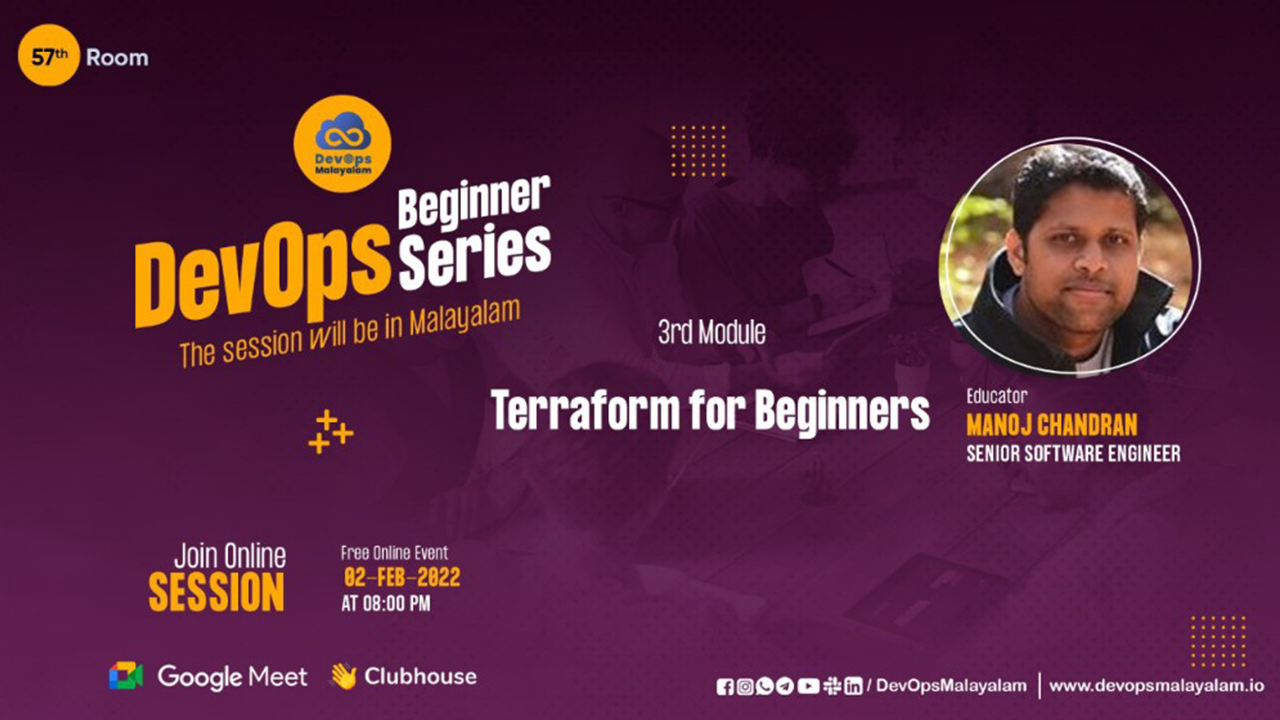 57th Room
DevOps
Malayalam
DevOps Beginner
Series
The session will be in Malayalam
3rd Module
Terraform for Beginners
Educator
MANOJ CHANDRAN
SENIOR SOFTWARE ENGINEER
Join Online
SESSION
Free Online Event
02-FEB-2022
AT 08:00 PM
Google Meet
Clubhouse
/ DevOpsMalayalam | www.devopsmalayalam.io